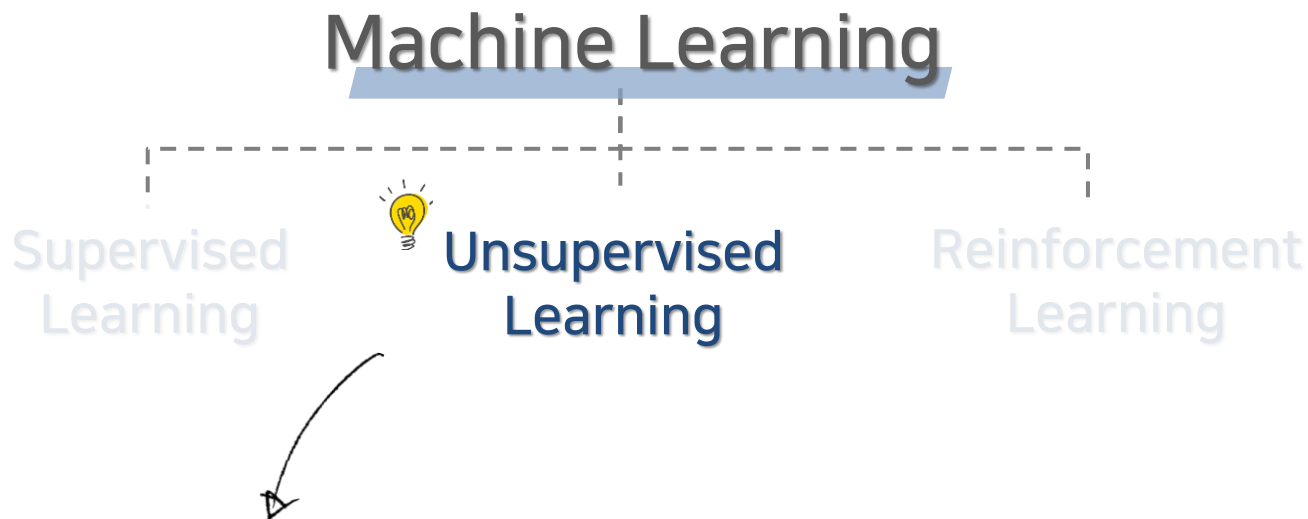 Machine Learning
Supervised
Learning
Unsupervised
Learning
Reinforcement
Learning